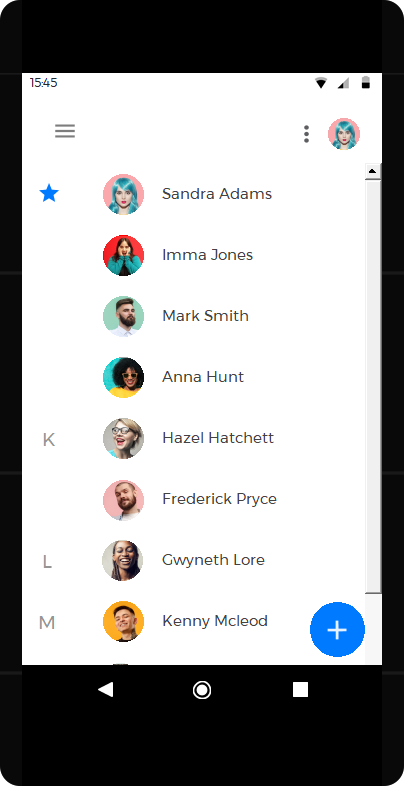 15:45
Sandra Adams
Imma Jones
Mark Smith
Anna Hunt
K Hazel Hatchett
Frederick Pryce
L Gwyneth Lore
M Kenny Mcleod